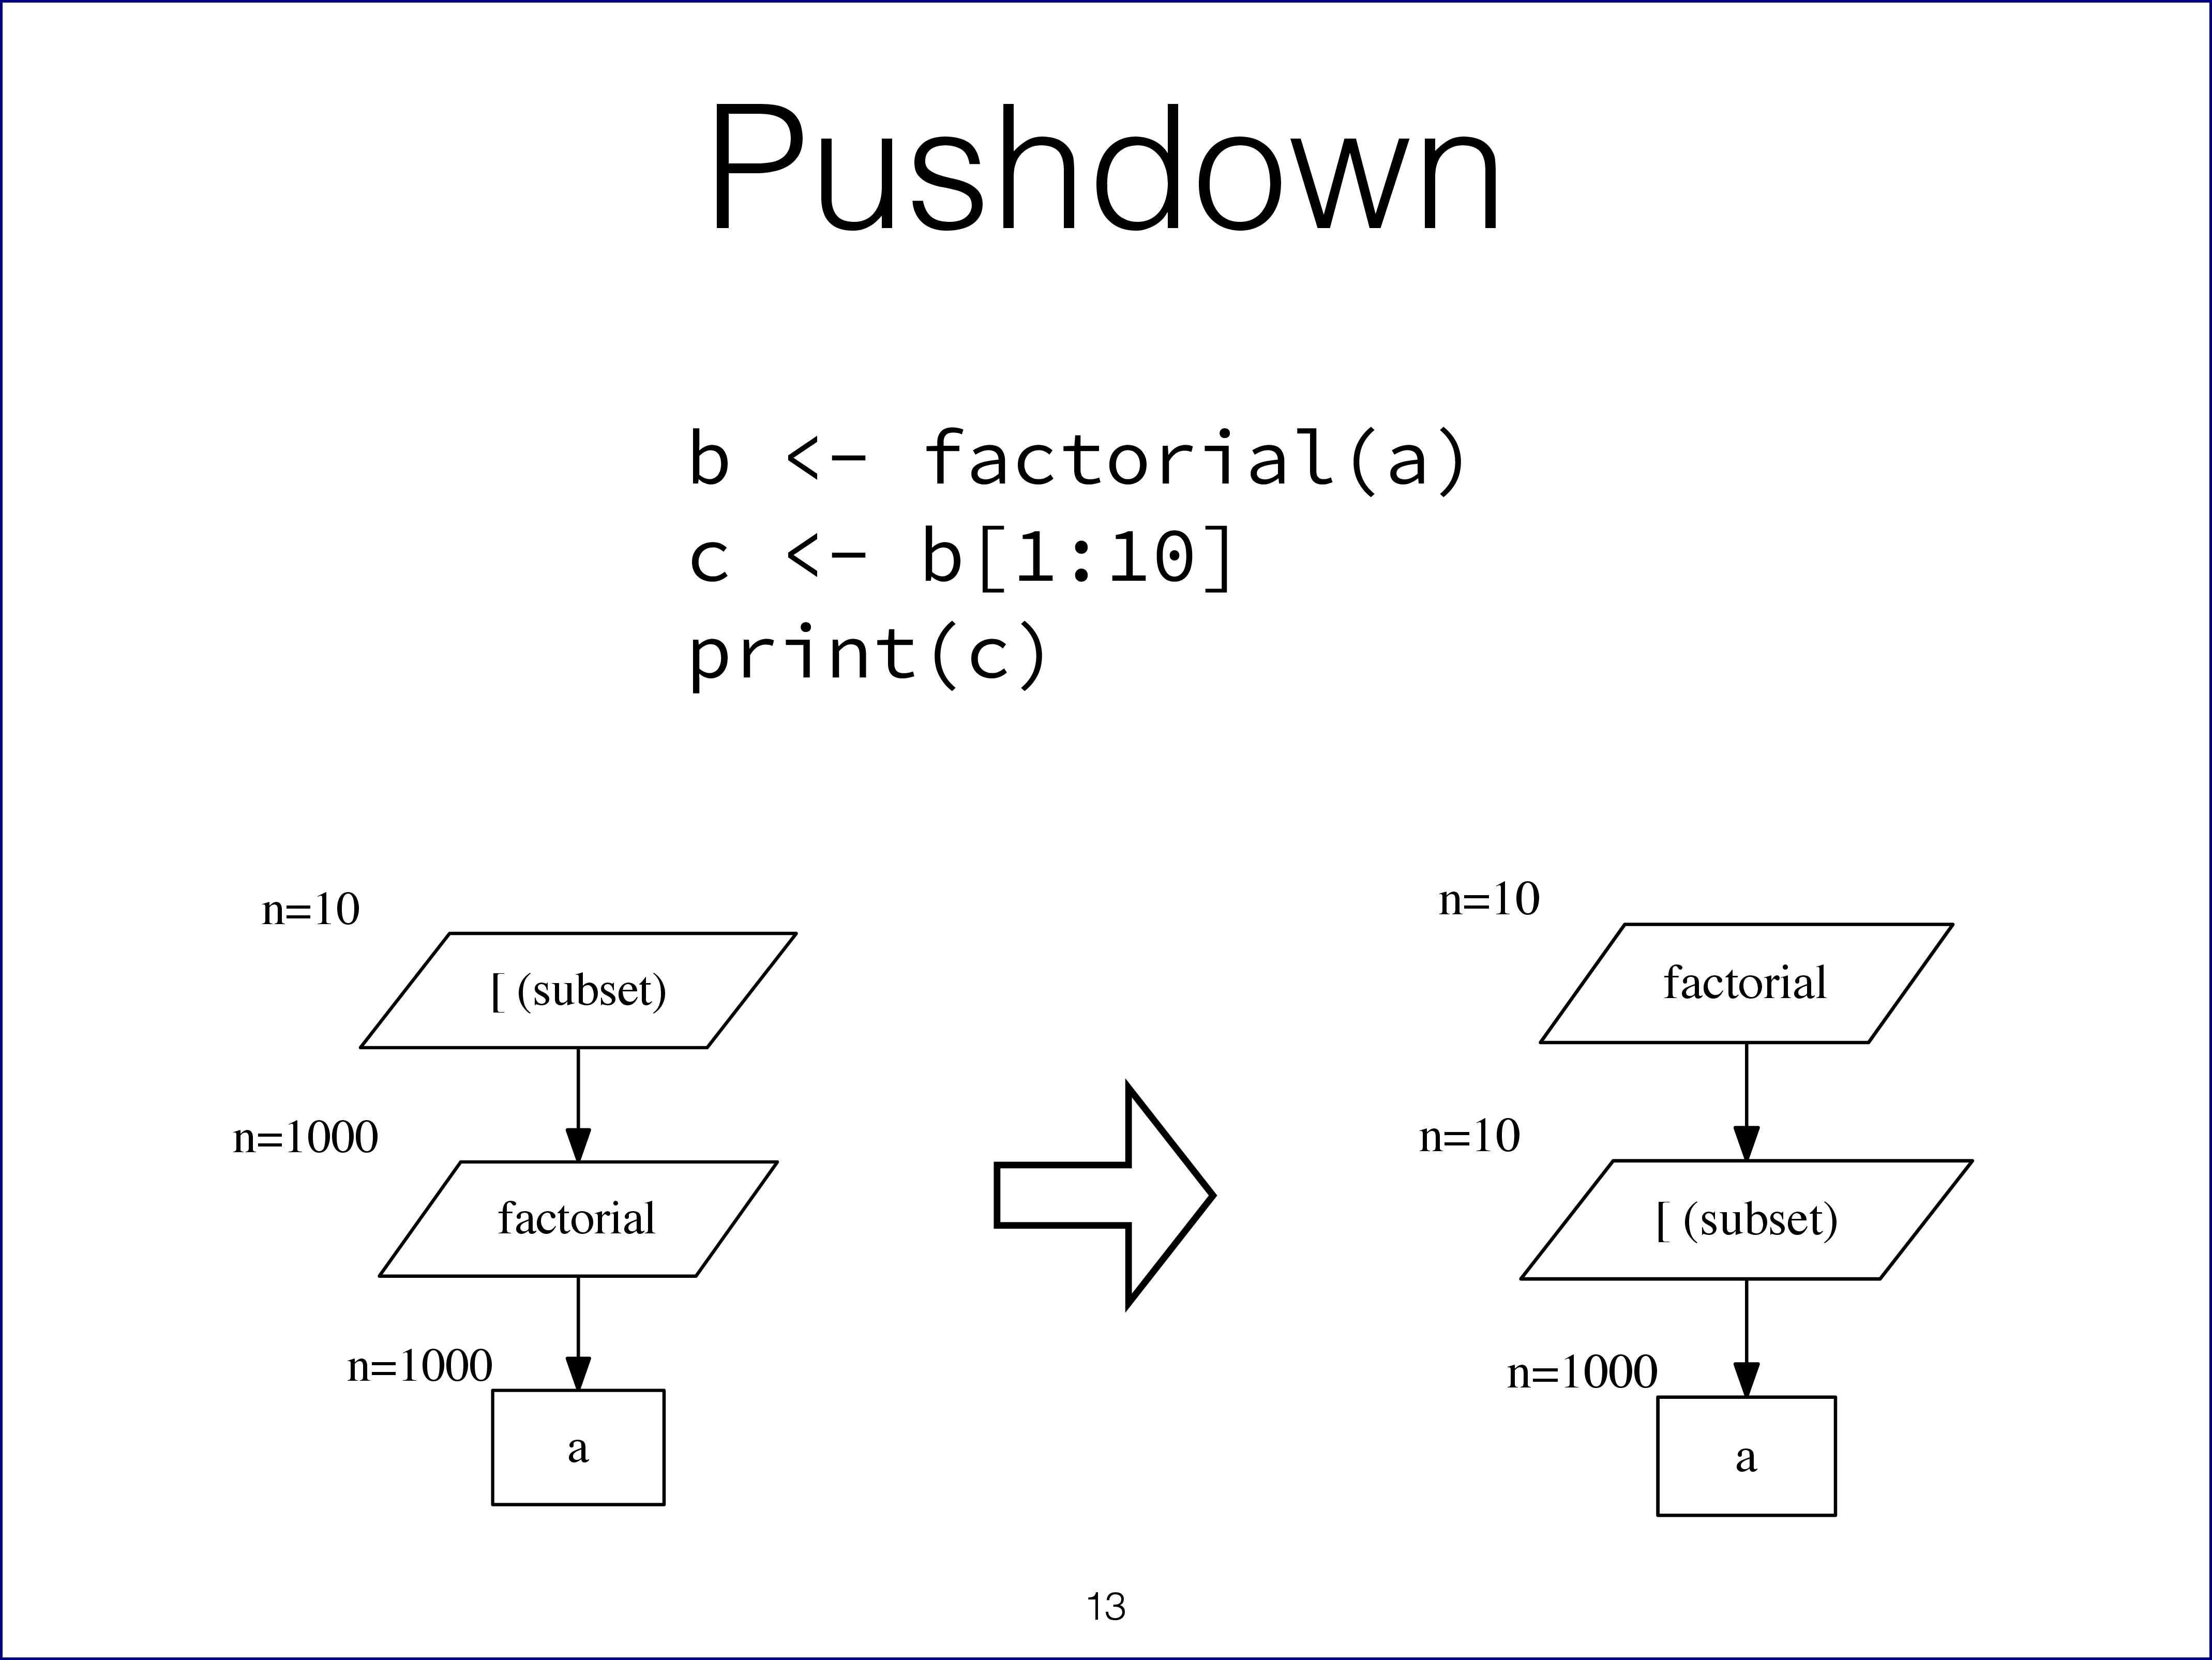 Pushdown
b <- factorial(a)
c <- b[1:10]
print(c)
n=10
[ (subset)
n=1000
factorial
n=1000
a
n=10
factorial
n=10
[ (subset)
n=1000
a
13